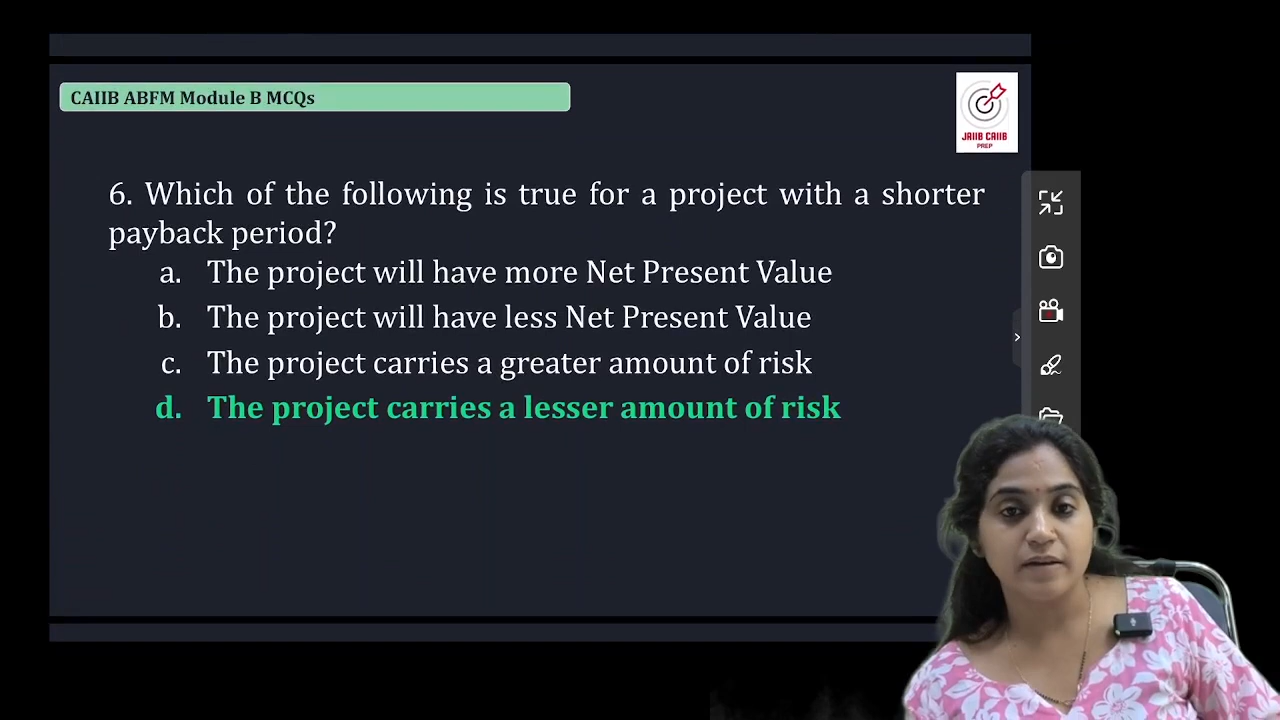 CAIIB ABFM Module B MCQs
JAIIB CAIIB
PREP
6. Which of the following is true for a project with a shorter
payback period?
a. The project will have more Net Present Value
b. The project will have less Net Present Value
c. The project carries a greater amount of risk
d. The project carries a lesser amount of risk